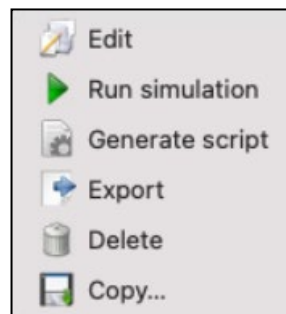 Edit
Run simulation
Generate script
Export
Delete
Copy...